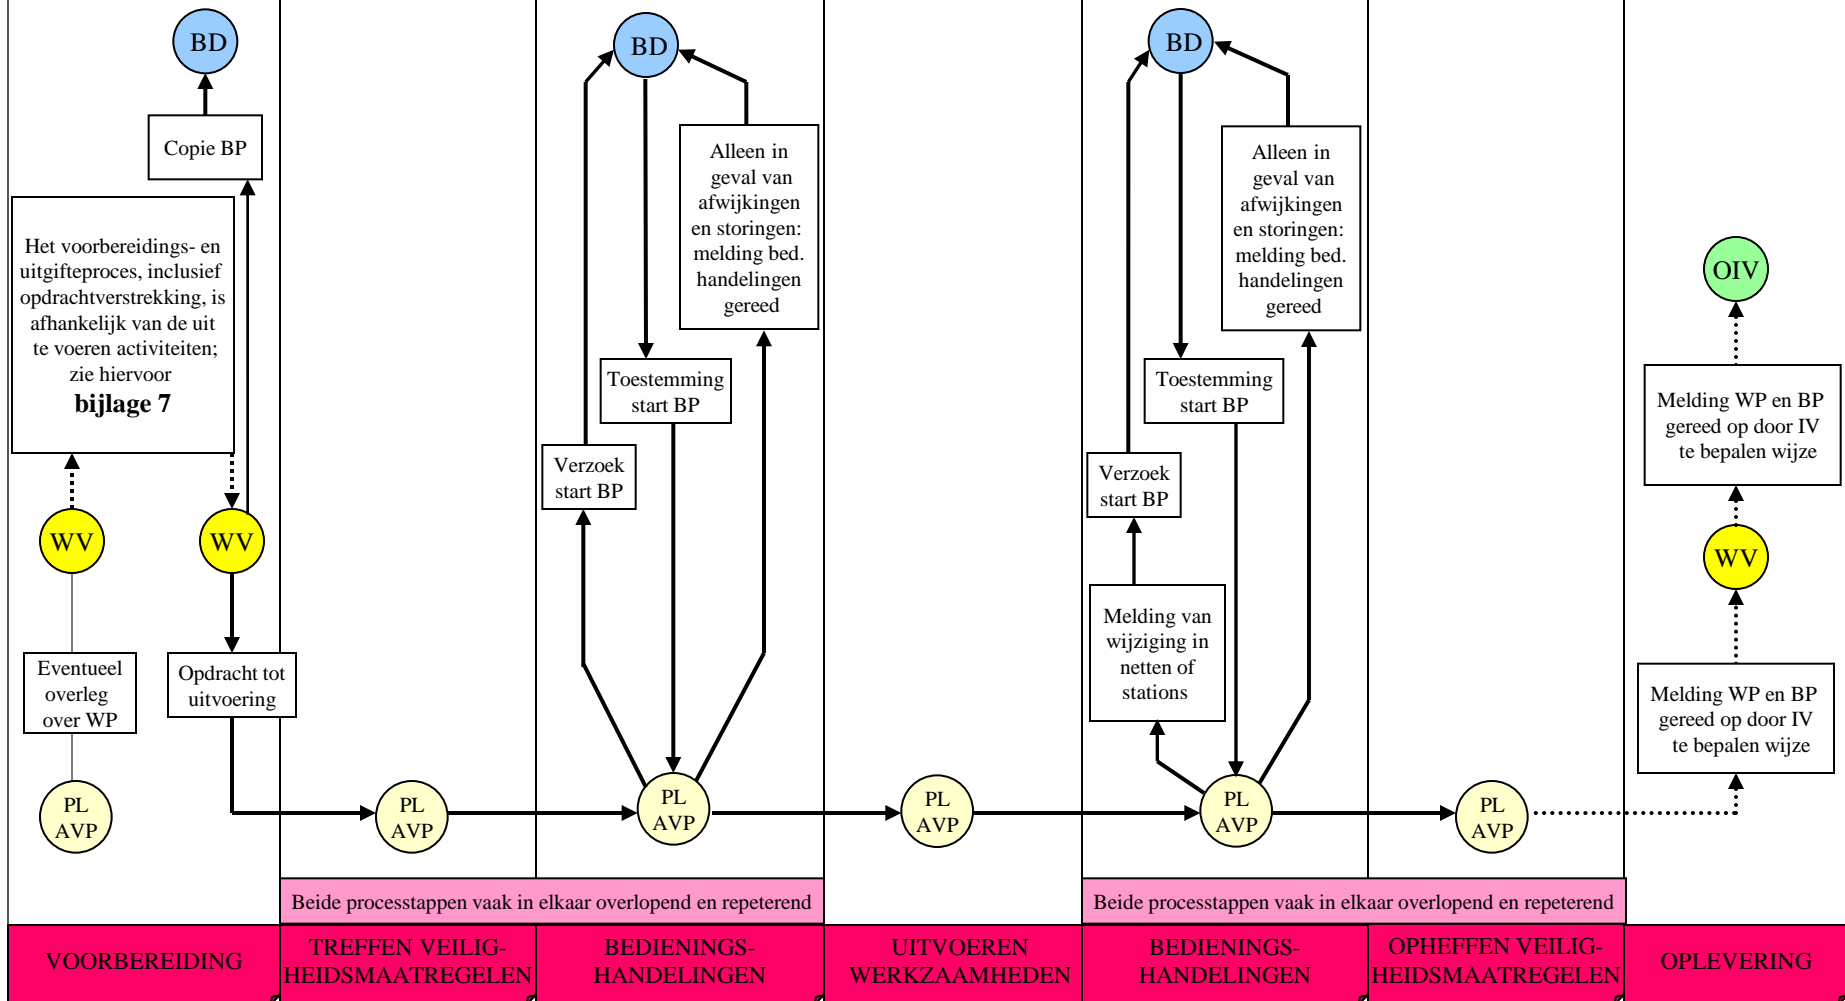 BD
Copie BP
Het voorbereidings- en
uitgifteproces, inclusief
opdrachtverstrekking, is
afhankelijk van de uit
te voeren activiteiten;
zie hiervoor
bijlage 7
WV
WV
Eventueel
overleg
over WP
Opdracht tot
uitvoering
PL
AVP
PL
AVP
BD
Alleen in
geval van
afwijkingen
en storingen:
melding bed.
handelingen
gereed
Toestemming
start BP
Verzoek
start BP
PL
AVP
PL
AVP
BD
Alleen in
geval van
afwijkingen
en storingen:
melding bed.
handelingen
gereed
Toestemming
start BP
Verzoek
start BP
Melding van
wijziging in
netten of
stations
PL
AVP
PL
AVP
OIV
Melding WP en BP
gereed op door IV
te bepalen wijze
WV
Melding WP en BP
gereed op door IV
te bepalen wijze
Beide processtappen vaak in elkaar overlopend en repeterend
Beide processtappen vaak in elkaar overlopend en repeterend
VOORBEREIDING
TREFFEN VEILIG-
HEIDSMAATREGELEN
BEDIENINGS-
HANDELINGEN
UITVOEREN
WERKZAAMHEDEN
BEDIENINGS-
HANDELINGEN
OPHEFFEN VEILIG-
HEIDSMAATREGELEN
OPLEVERING